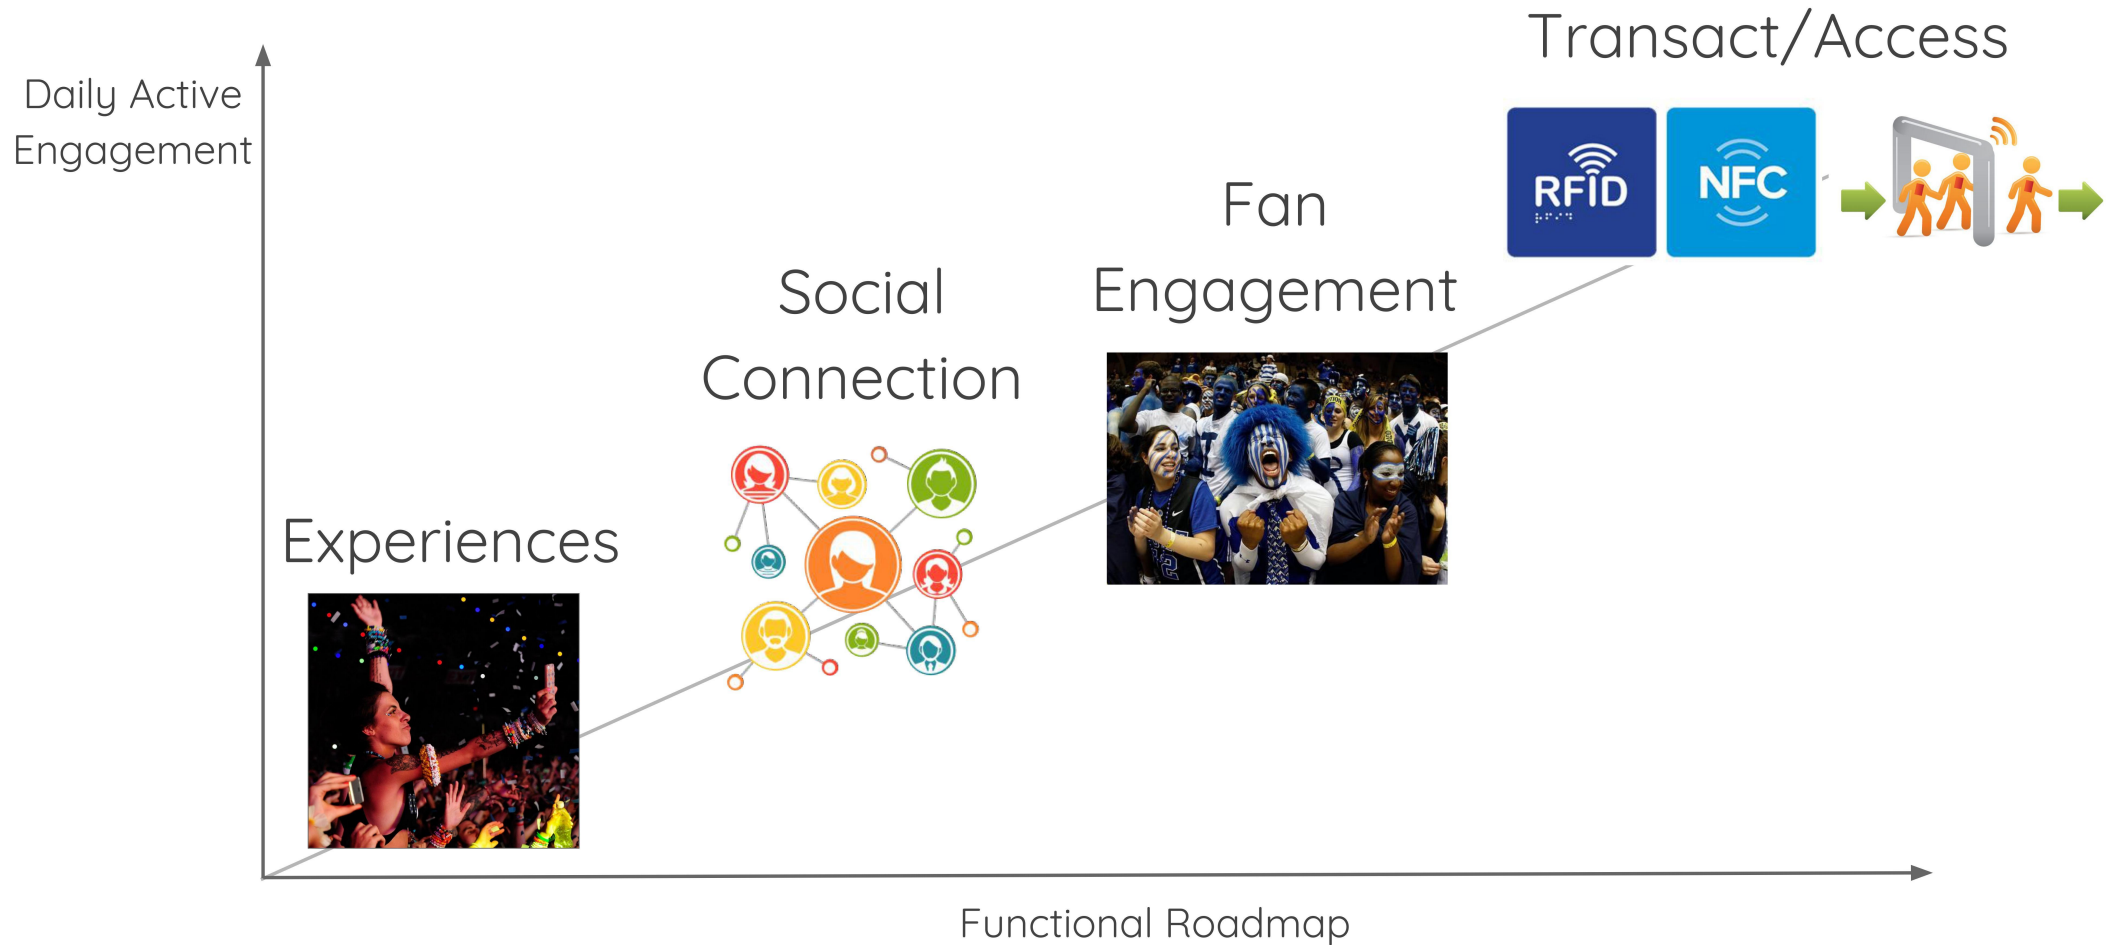 Transact/Access
Daily Active
Engagement
RFID
NFC
Fan
Engagement
Social
Connection
Experiences
Functional Roadmap